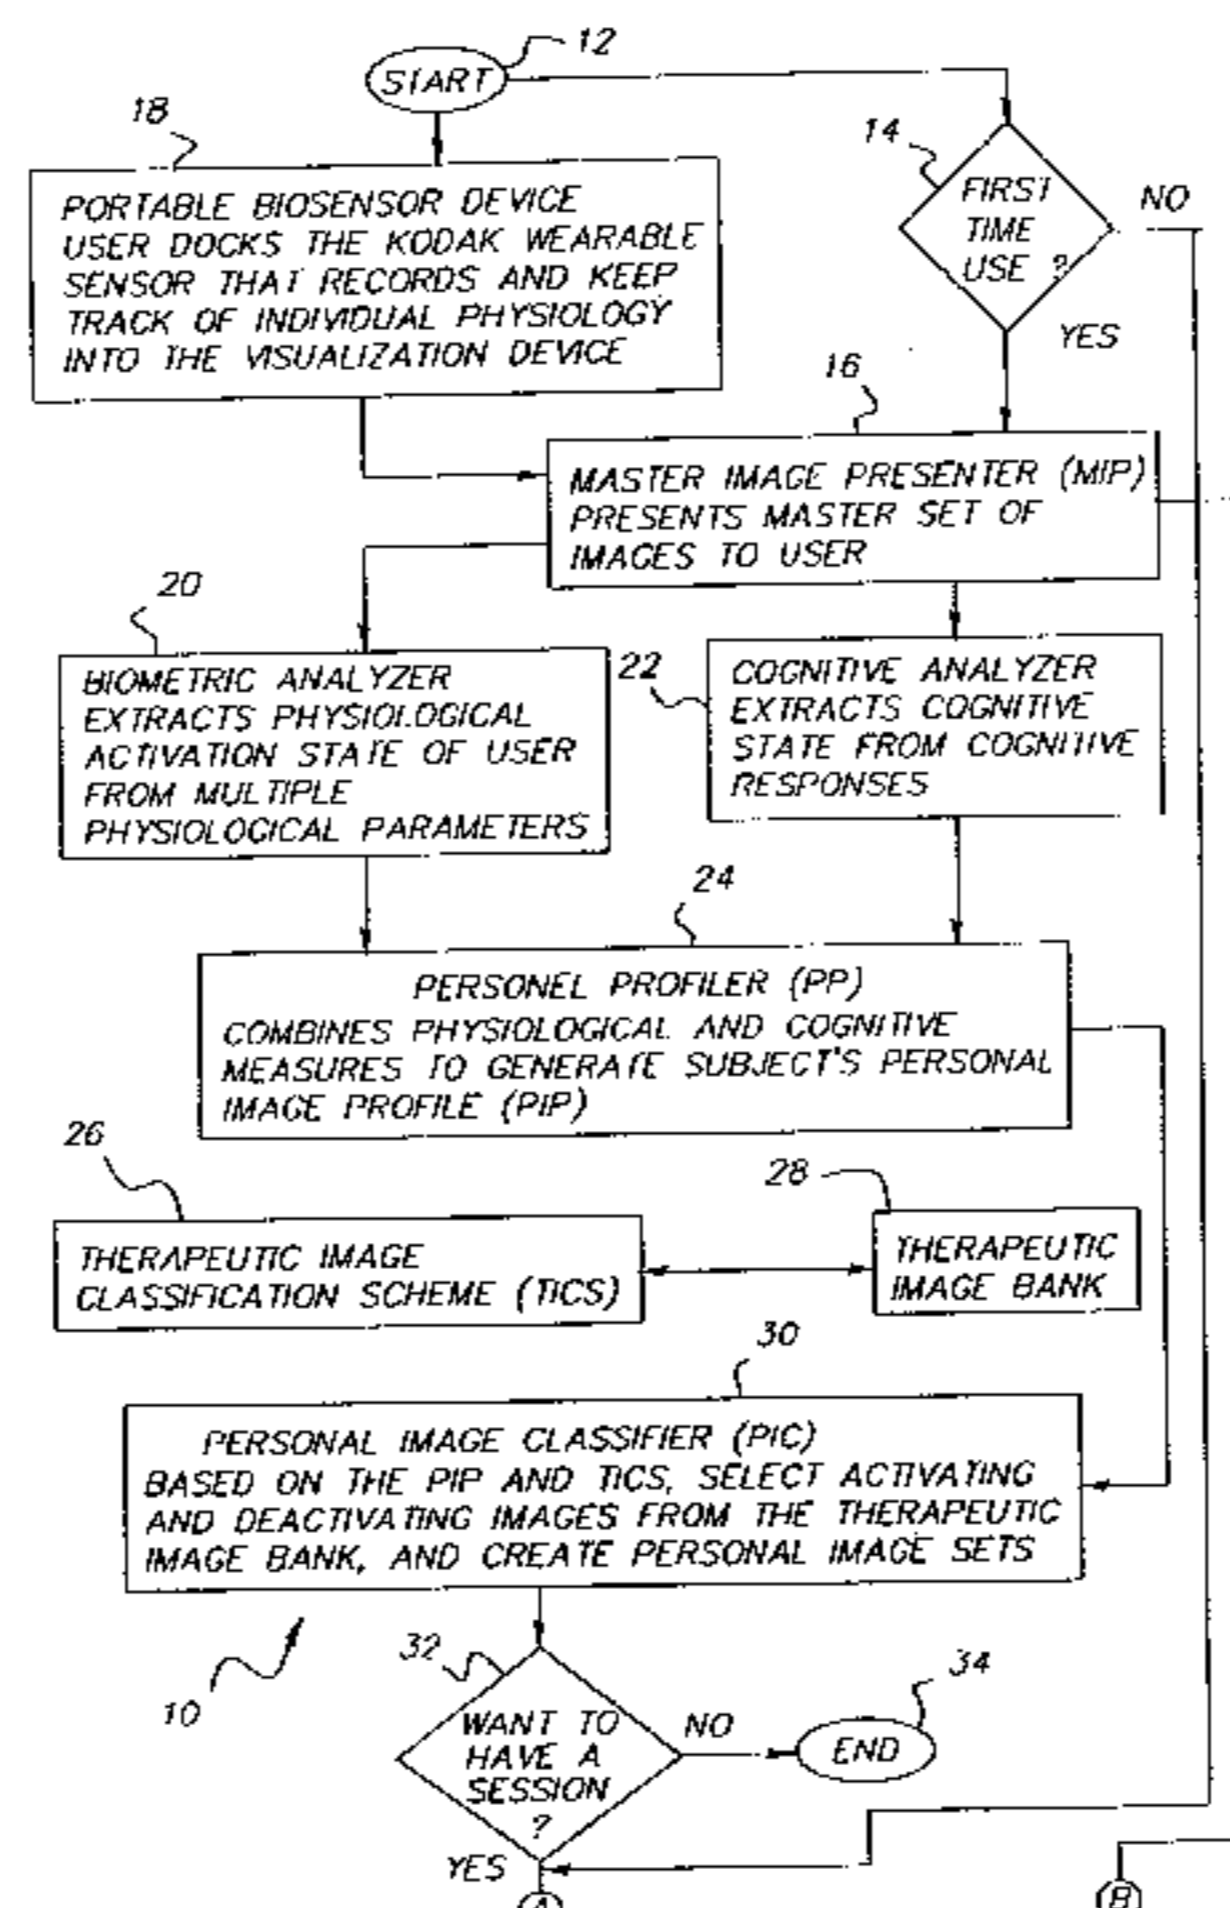 12
START
18
14
FIRST
TIME
USE ?
NO
PORTABLE BIOSENSOR DEVICE
USER DOCKS THE KODAK WEARABLE
SENSOR THAT RECORDS AND KEEP
TRACK OF INDIVIDUAL PHYSIOLOGY
INTO THE VISUALIZATION DEVICE
YES
16
MASTER IMAGE PRESENTER (MIP)
PRESENTS MASTER SET OF
IMAGES TO USER
20
BIOMETRIC ANALYZER
EXTRACTS PHYSIOLOGICAL
ACTIVATION STATE OF USER
FROM MULTIPLE
PHYSIOLOGICAL PARAMETERS
22
COGNITIVE ANALYZER
EXTRACTS COGNITIVE
STATE FROM COGNITIVE
RESPONSES
24
PERSONEL PROFILER (PP)
COMBINES PHYSIOLOGICAL AND COGNITIVE
MEASURES TO GENERATE SUBJECT'S PERSONAL
IMAGE PROFILE (PIP)
26
THERAPEUTIC IMAGE
CLASSIFICATION SCHEME (TICS)
28
THERAPEUTIC
IMAGE BANK
30
PERSONAL IMAGE CLASSIFIER (PIC)
BASED ON THE PIP AND TICS, SELECT ACTIVATING
AND DEACTIVATING IMAGES FROM THE THERAPEUTIC
IMAGE BANK, AND CREATE PERSONAL IMAGE SETS
10
32
WANT TO
HAVE A
SESSION
?
NO
34
END
YES
A
B